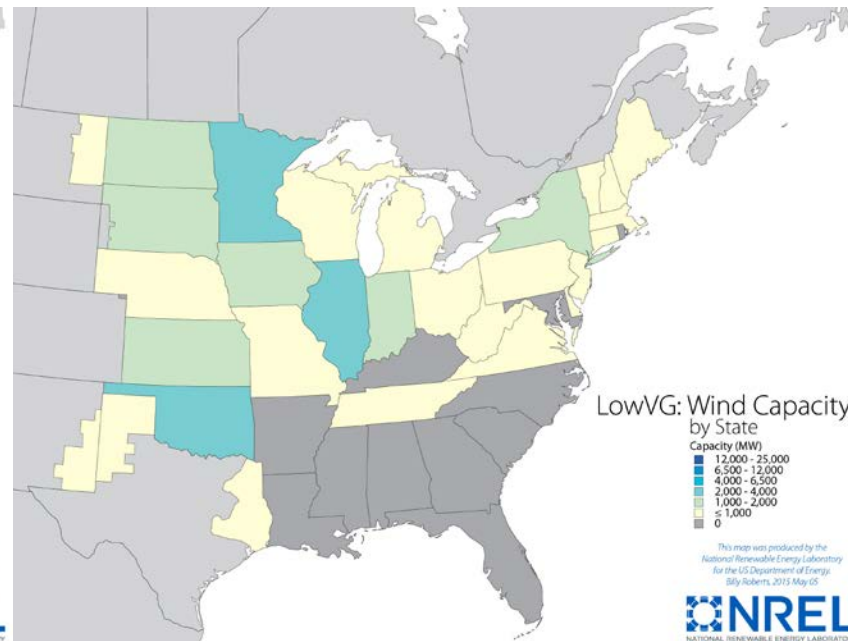 LowVG: Wind Capacity
by State
Capacity (MW)
12,000 - 25,000
6,500 - 12,000
4,000 - 6,500
2,000 - 4,000
1,000 - 2,000
≤ 1,000
0
This map was produced by the
National Renewable Energy Laboratory
for the US Department of Energy.
Billy Roberts, 2015 May 05
NREL
NATIONAL RENEWABLE ENERGY LABORATO